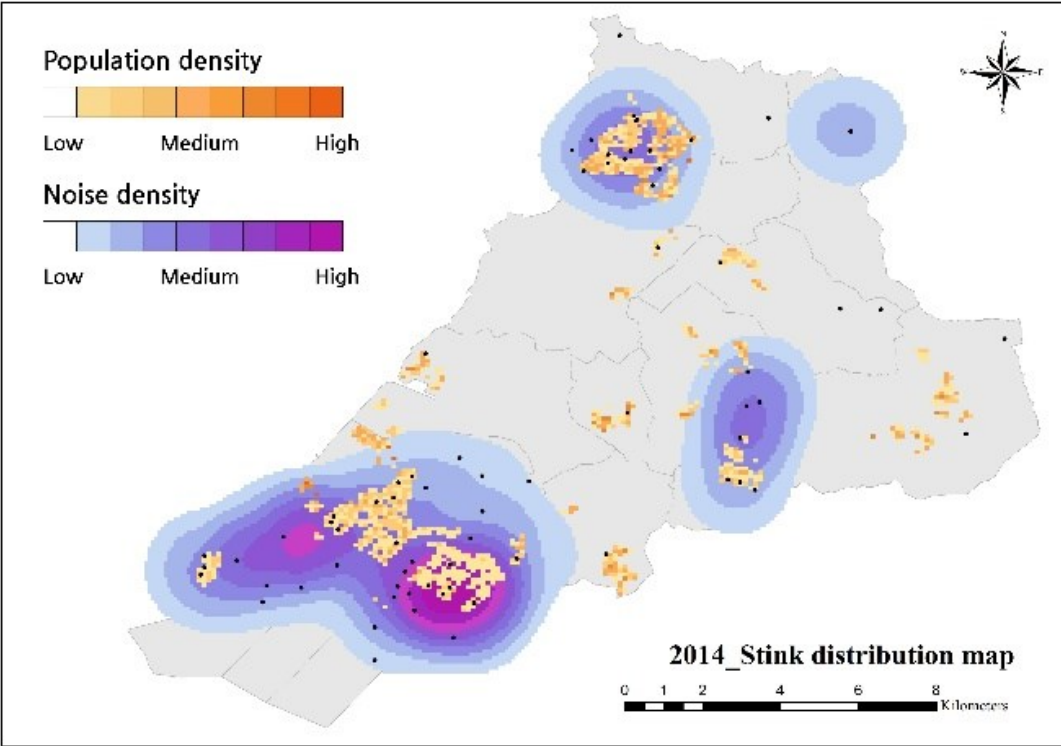 Population density
Low Medium High
Noise density
Low Medium High
N
2014_Stink distribution map
0 1 2 4 6 8
Kilometers